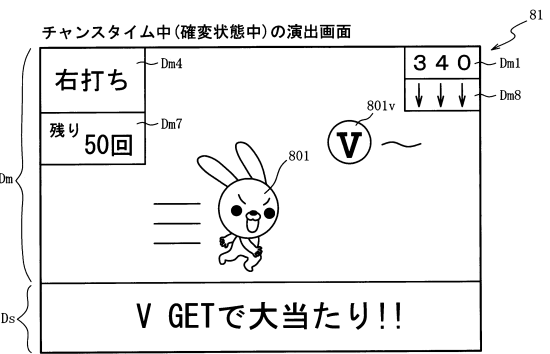 チャンスタイム中(確変状態中)の演出画面
81
右打ち
Dm4
340
Dm1
↓↓↓
Dm8
残り
50回
Dm7
801v
V
801
Dm
V GETで大当たり!!
Ds